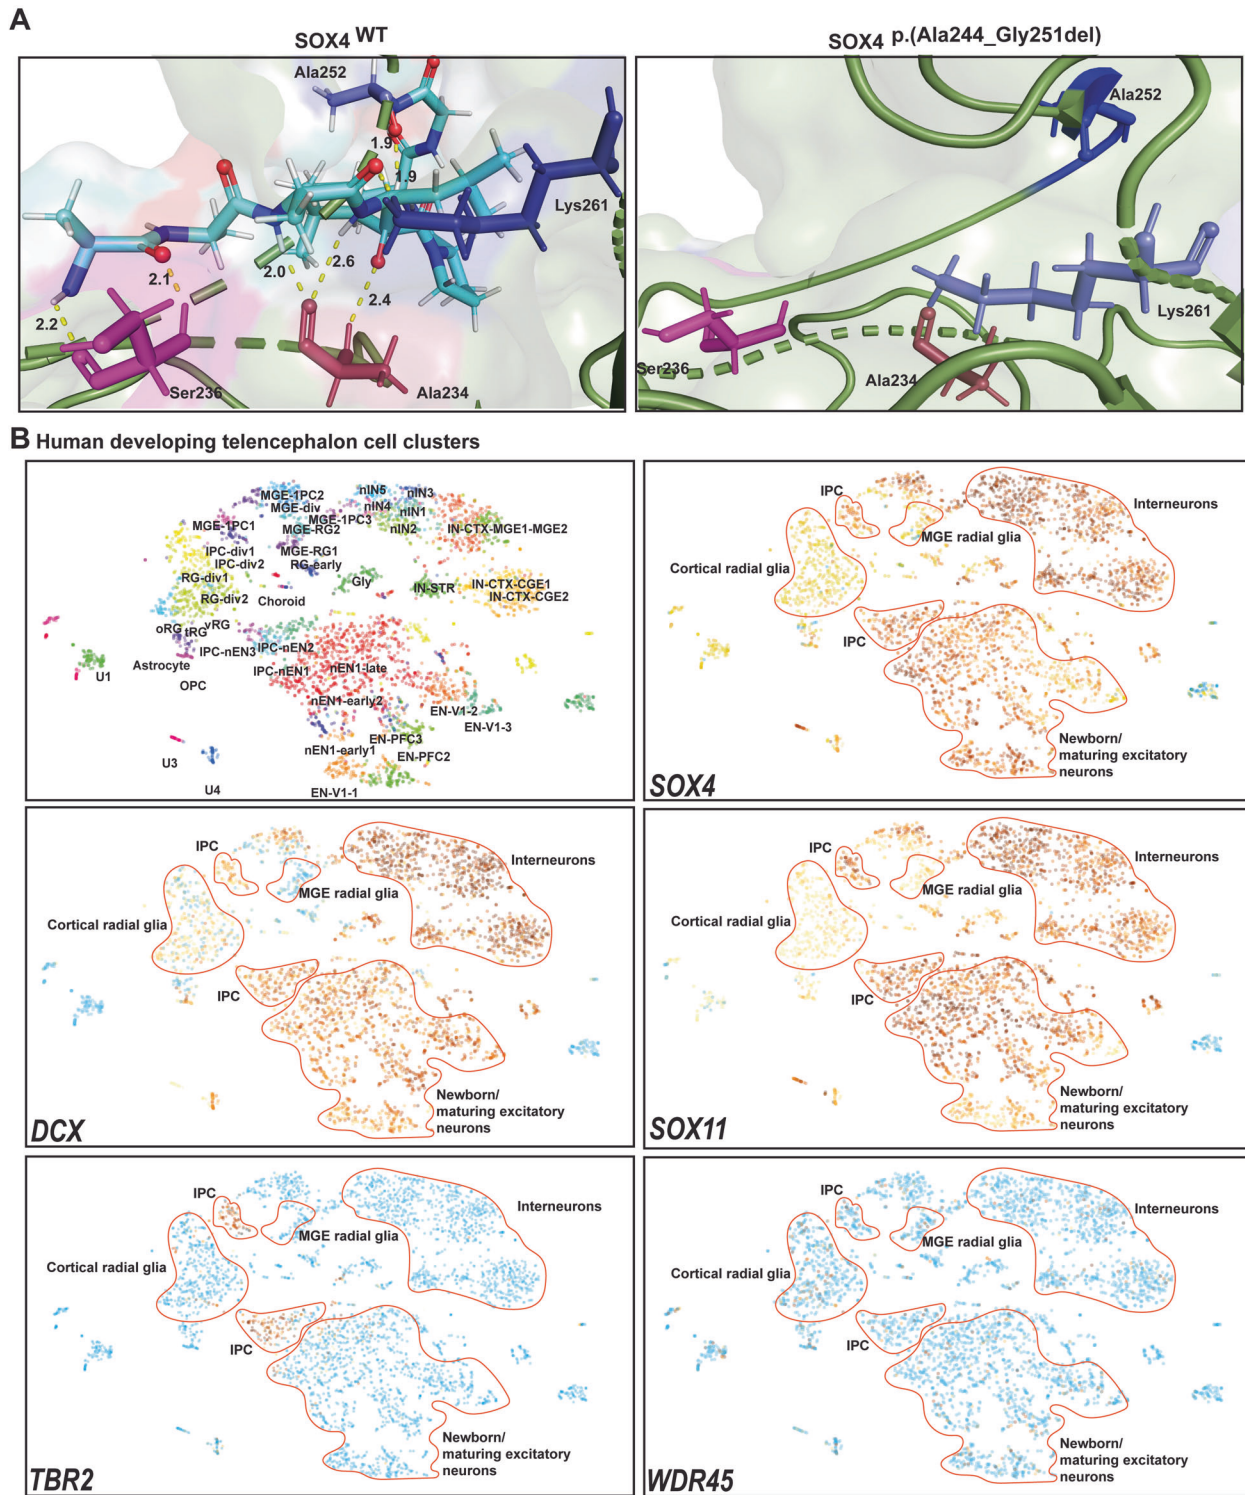 A
SOX4 WT
SOX4 p.(Ala244_Gly251del)
Ala252
1.9
1.9
Lys261
2.1
2.0
2.6
2.4
2.2
Ser236
Ala234
Ala252
Lys261
Ser236
Ala234
B Human developing telencephalon cell clusters
MGE-1PC2
MGE-div
MGE-1PC1
MGE-1PC3
MGE-RG2
nIN5
nIN3
nIN4
nIN1
nIN2
IN-CTX-MGE1-MGE2
IPC-div1
IPC-div2
MGE-RG1
RG-early
RG-div1
RG-div2
Choroid
Gly
IN-STR
IN-CTX-CGE1
IN-CTX-CGE2
oRG
tRG
vRG
IPC-nEN3
IPC-nEN2
Astrocyte
IPC-nEN1
nEN1-late
U1
OPC
nEN1-early2
EN-V1-2
EN-V1-3
EN-PFC3
nEN1-early1
EN-PFC2
U3
U4
EN-V1-1
IPC
Interneurons
MGE radial glia
Cortical radial glia
IPC
Newborn/
maturing excitatory
neurons
SOX4
IPC
Interneurons
MGE radial glia
Cortical radial glia
IPC
Newborn/
maturing excitatory
neurons
DCX
IPC
Interneurons
MGE radial glia
Cortical radial glia
IPC
Newborn/
maturing excitatory
neurons
SOX11
IPC
Interneurons
MGE radial glia
Cortical radial glia
IPC
Newborn/
maturing excitatory
neurons
TBR2
IPC
Interneurons
MGE radial glia
Cortical radial glia
IPC
Newborn/
maturing excitatory
neurons
WDR45